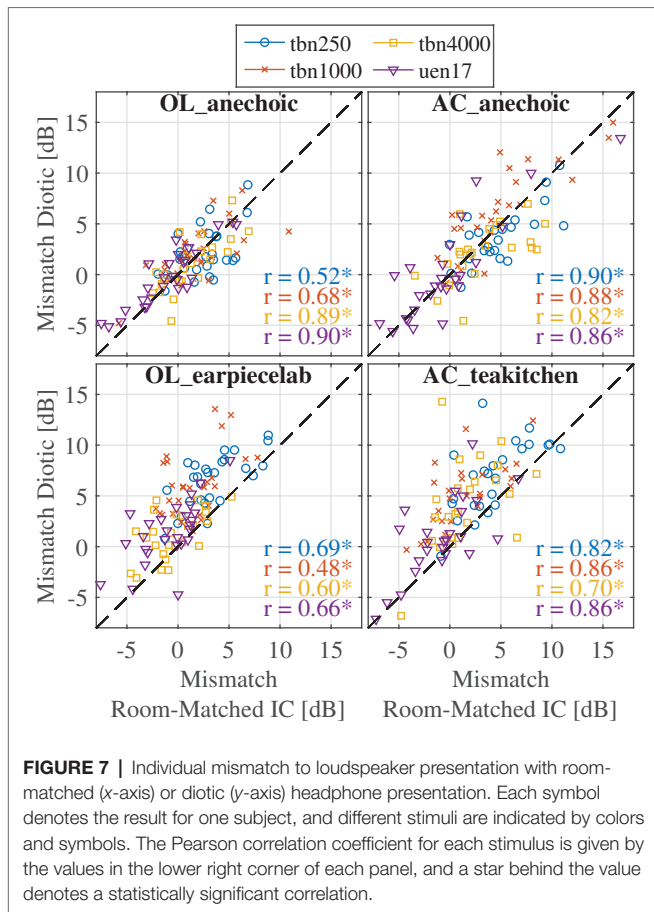 tbn250 tbn4000
tbn1000 uen17
OL_anechoic AC_anechoic
Mismatch Diotic [dB]
15
10
5
0
-5
r = 0.52*
r = 0.68*
r = 0.89*
r = 0.90*
r = 0.90*
r = 0.88*
r = 0.82*
r = 0.86*
OL_earpiecelab AC_teakitchen
Mismatch Diotic [dB]
15
10
5
0
-5
r = 0.69*
r = 0.48*
r = 0.60*
r = 0.66*
r = 0.82*
r = 0.86*
r = 0.70*
r = 0.86*
-5 0 5 10 15 -5 0 5 10 15
Mismatch Mismatch
Room-Matched IC [dB] Room-Matched IC [dB]
FIGURE 7 | Individual mismatch to loudspeaker presentation with room-
matched (x-axis) or diotic (y-axis) headphone presentation. Each symbol
denotes the result for one subject, and different stimuli are indicated by colors
and symbols. The Pearson correlation coefficient for each stimulus is given by
the values in the lower right corner of each panel, and a star behind the value
denotes a statistically significant correlation.